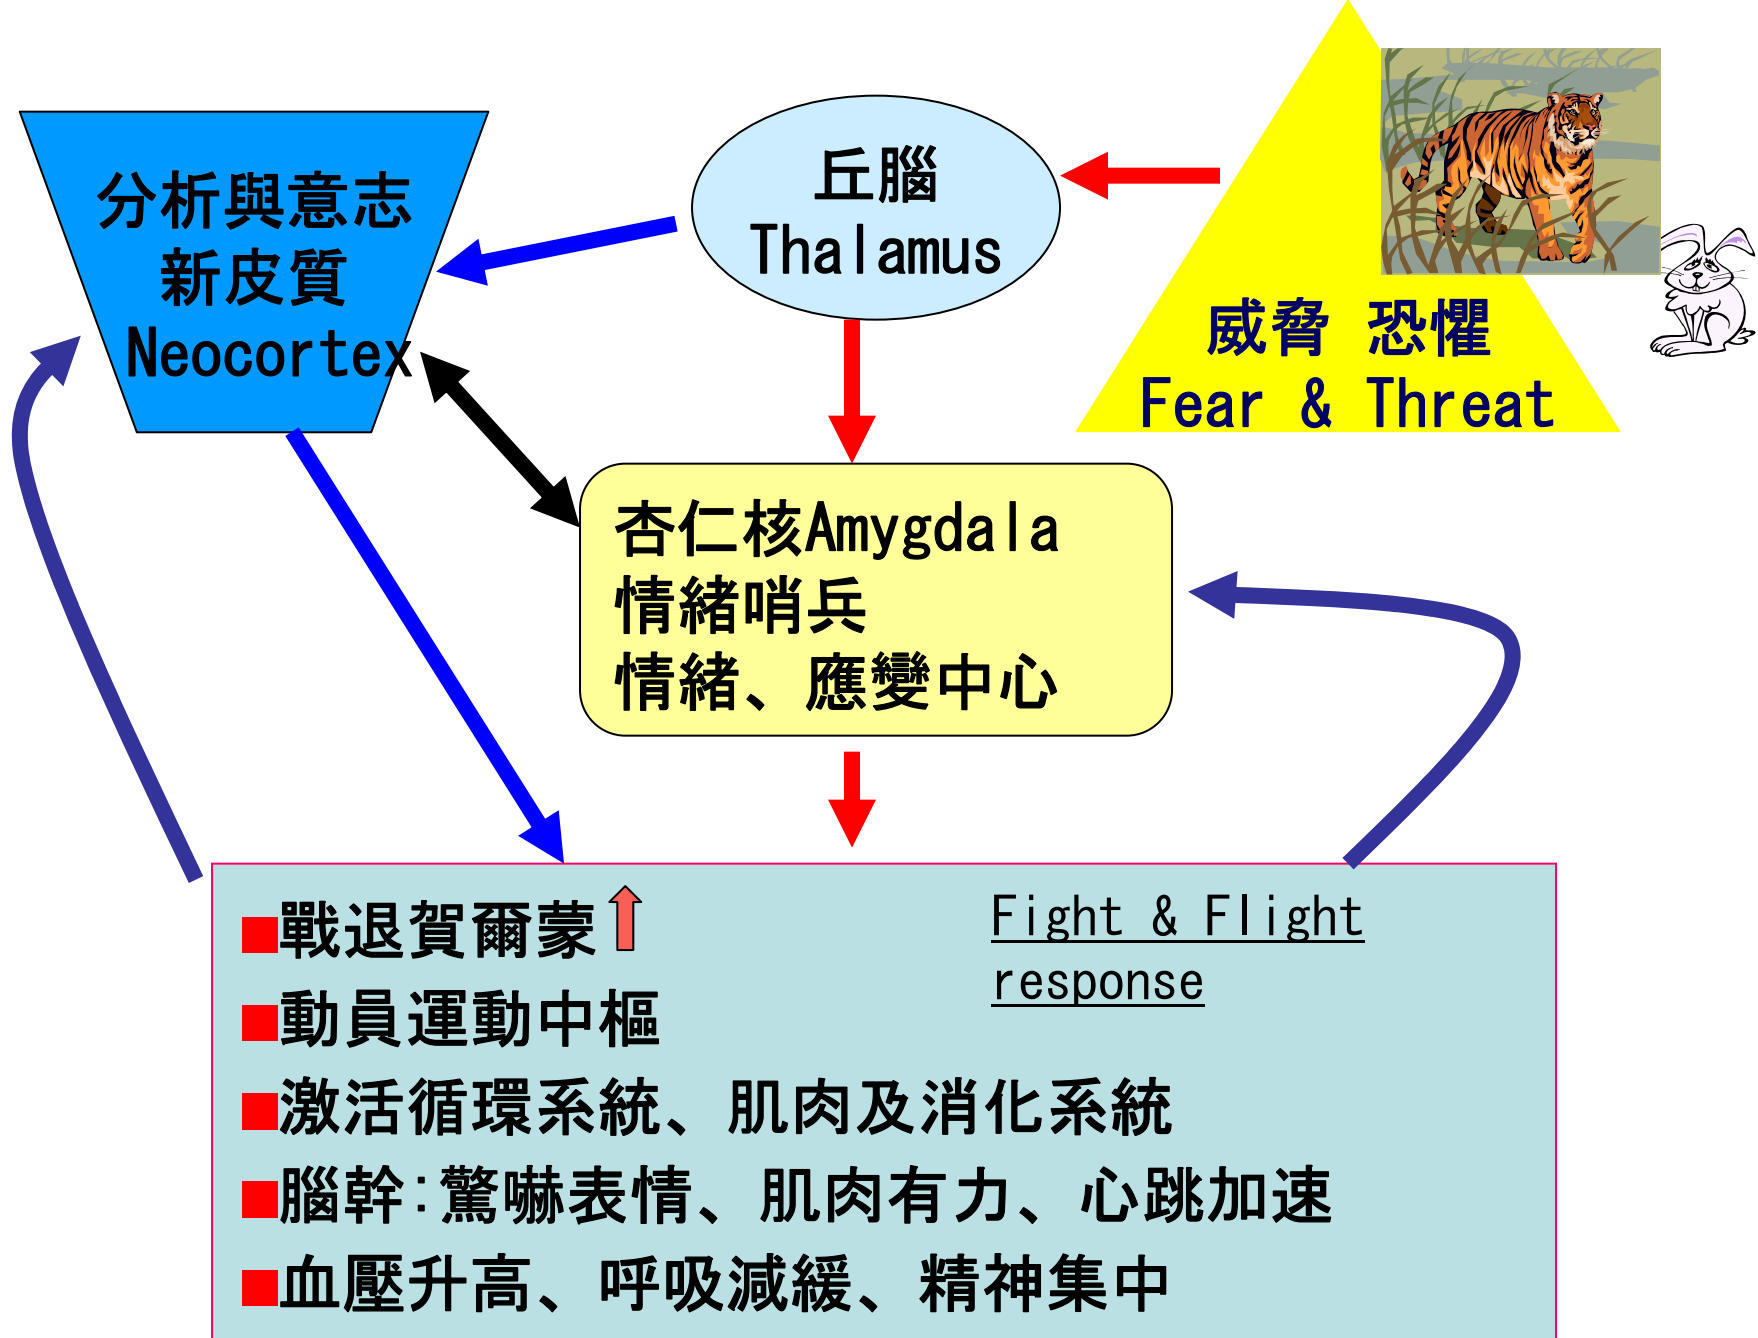 分析與意志
新皮質
Neocortex
丘腦
Thalamus
威脅 恐懼
Fear & Threat
杏仁核Amygdala
情緒哨兵
情緒、應變中心
戰退賀爾蒙
Fight & Flight
response
動員運動中樞
激活循環系統、肌肉及消化系統
腦幹:驚嚇表情、肌肉有力、心跳加速
血壓升高、呼吸減緩、精神集中